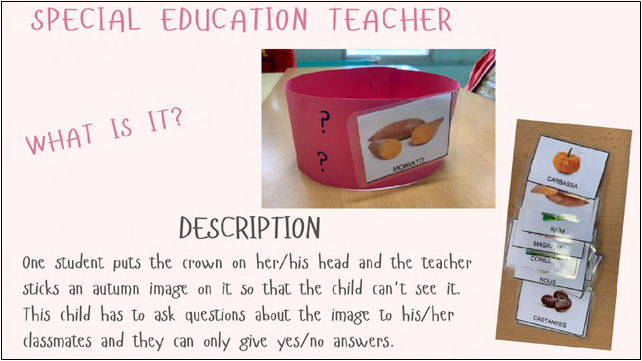 SPECIAL EDUCATION TEACHER
WHAT IS IT?
?
?
MONIATO
CARBASSA
RAÏM
CONILL
NOUS
CASTANYES
DESCRIPTION
One student puts the crown on her/his head and the teacher
sticks an autumn image on it so that the child can't see it.
This child has to ask questions about the image to his/her
classmates and they can only give yes/no answers.